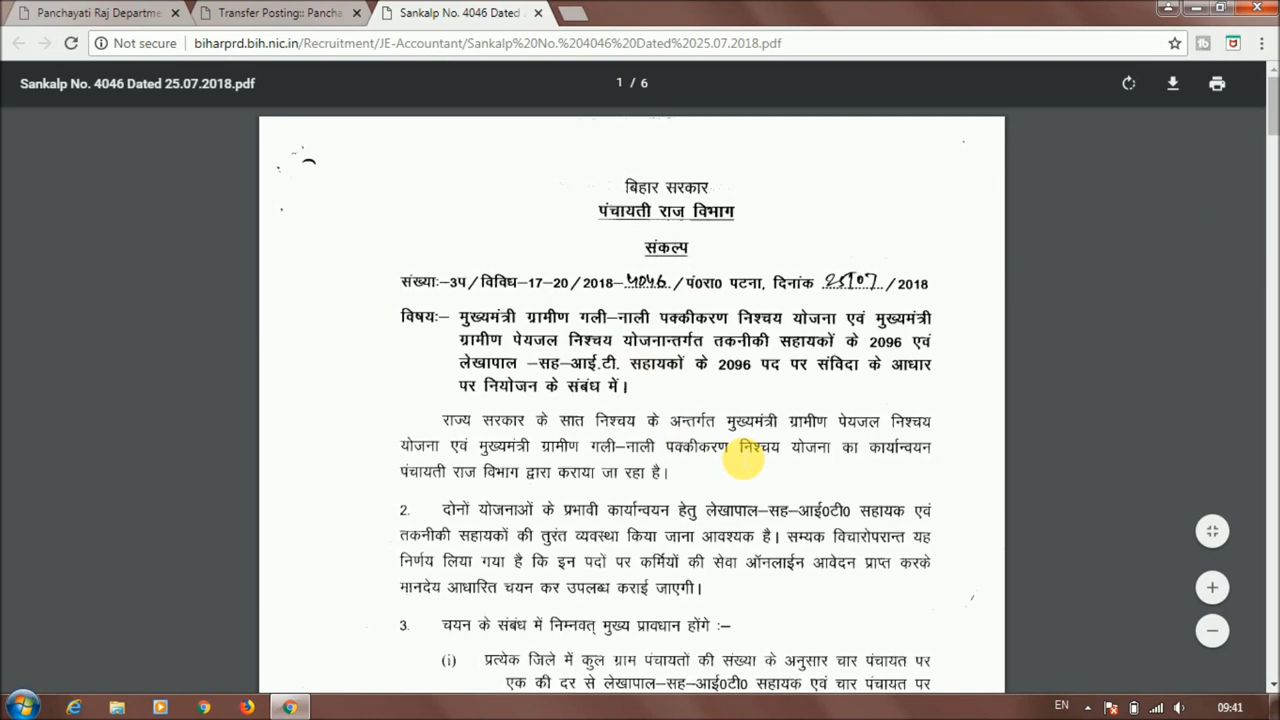 Panchayati Raj Departme
Transfer Posting:: Pancha
Sankalp No. 4046 Dated
Not secure
biharprd.bih.nic.in/Recruitment/JE-Accountant/Sankalp%20No.%204046%20Dated%2025.07.2018.pdf
Sankalp No. 4046 Dated 25.07.2018.pdf
1 / 6
बिहार सरकार
पंचायती राज विभाग
संकल्प
संख्याः–3प/विविध–17–20/2018–4046/पं0रा0 पटना, दिनांक 25/07/2018
विषयः– मुख्यमंत्री ग्रामीण गली–नाली पक्कीकरण निश्चय योजना एवं मुख्यमंत्री
ग्रामीण पेयजल निश्चय योजनान्तर्गत तकनीकी सहायकों के 2096 एवं
लेखापाल –सह–आई.टी. सहायकों के 2096 पद पर संविदा के आधार
पर नियोजन के संबंध में।
राज्य सरकार के सात निश्चय के अन्तर्गत मुख्यमंत्री ग्रामीण पेयजल निश्चय
योजना एवं मुख्यमंत्री ग्रामीण गली–नाली पक्कीकरण निश्चय योजना का कार्यान्वयन
पंचायती राज विभाग द्वारा कराया जा रहा है।
2. दोनों योजनाओं के प्रभावी कार्यान्वयन हेतु लेखापाल–सह–आई0टी0 सहायक एवं
तकनीकी सहायकों की तुरंत व्यवस्था किया जाना आवश्यक है। सम्यक विचारोपरान्त यह
निर्णय लिया गया है कि इन पदों पर कर्मियों की सेवा ऑनलाईन आवेदन प्राप्त करके
मानदेय आधारित चयन कर उपलब्ध कराई जाएगी।
3. चयन के संबंध में निम्नवत् मुख्य प्रावधान होंगे :–
(i) प्रत्येक जिले में कुल ग्राम पंचायतों की संख्या के अनुसार चार पंचायत पर
एक की दर से लेखापाल–सह–आई0टी0 सहायक एवं चार पंचायत पर
EN
09:41